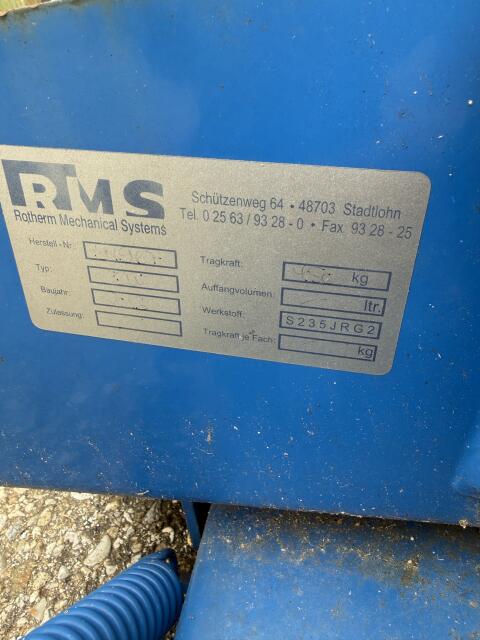 RMS
Rotherm Mechanical Systems
Schützenweg 64 • 48703 Stadtlohn
Tel. 0 25 63 / 93 28 - 0 • Fax 93 28 - 25
Herstell.-Nr.
Typ:
Baujahr:
Zulassung:
Tragkraft: kg
Auffangvolumen: ltr.
Werkstoff: S235JRG2
Tragkraft je Fach: kg